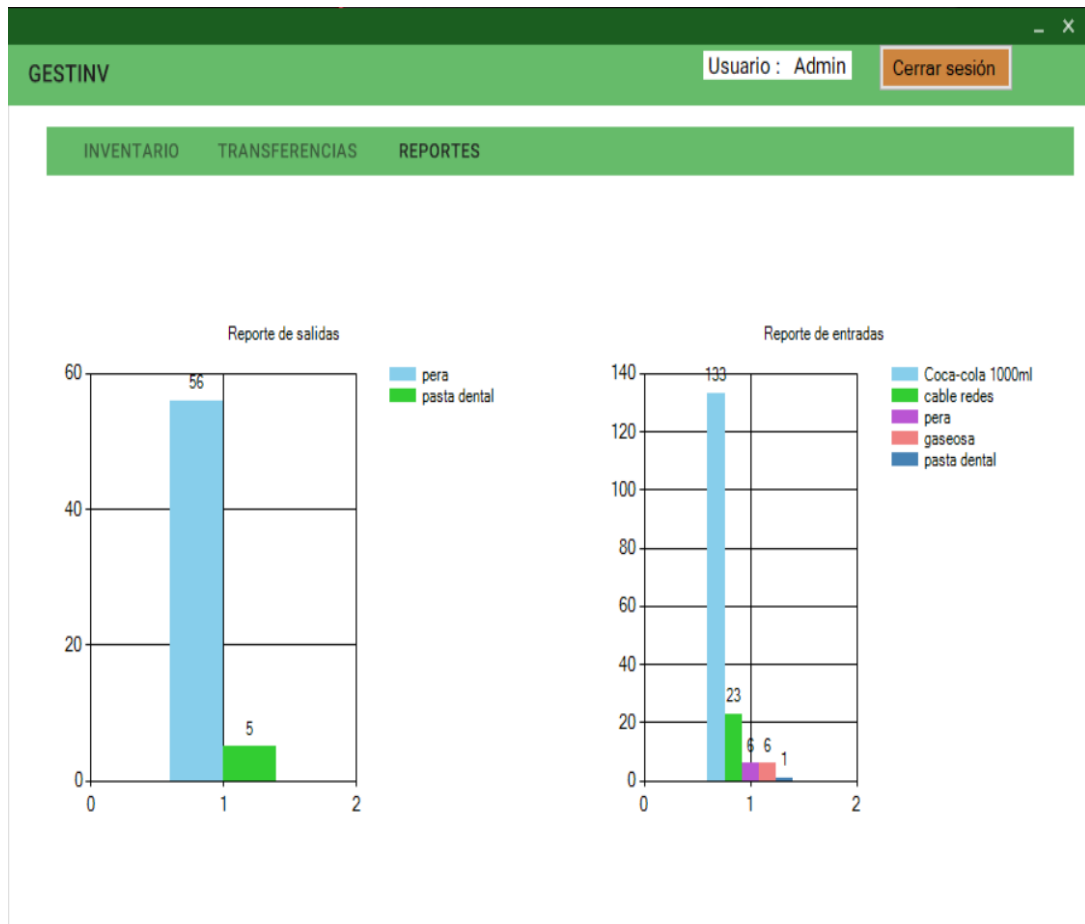 GESTINV
Usuario : Admin
Cerrar sesión
INVENTARIO TRANSFERENCIAS REPORTES
Reporte de salidas
60
40
20
0
0 1 2
56
5
pera
pasta dental
Reporte de entradas
140
120
100
80
60
40
20
0
0 1 2
133
23
6
6
1
Coca-cola 1000ml
cable redes
pera
gaseosa
pasta dental